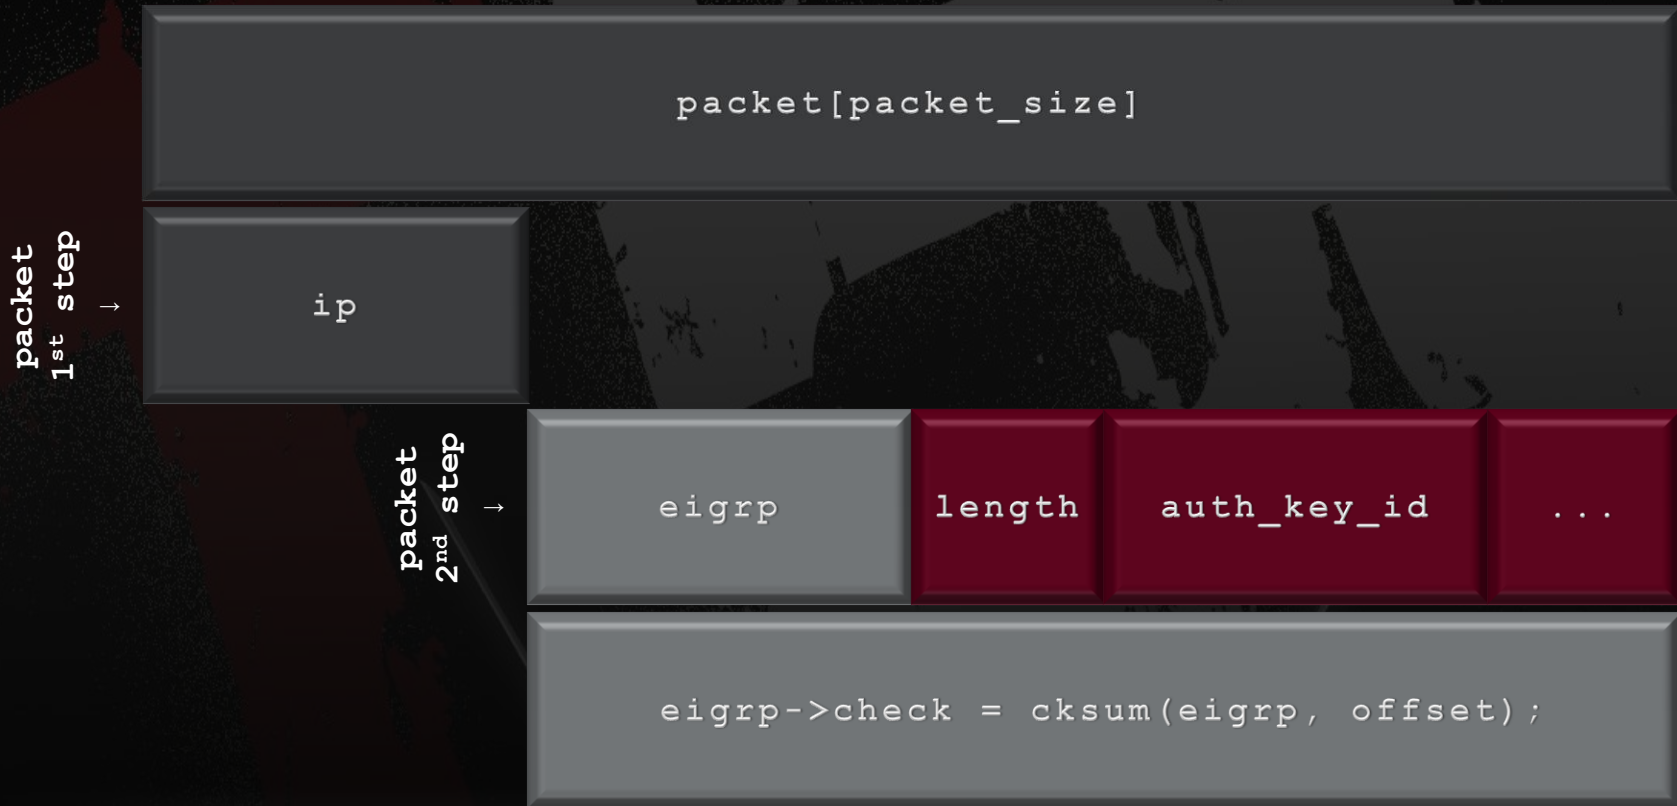 packet[packet_size]
packet
1st step
→
ip
packet
2nd step
→
eigrp
length
auth_key_id
...
eigrp->check = cksum(eigrp, offset);